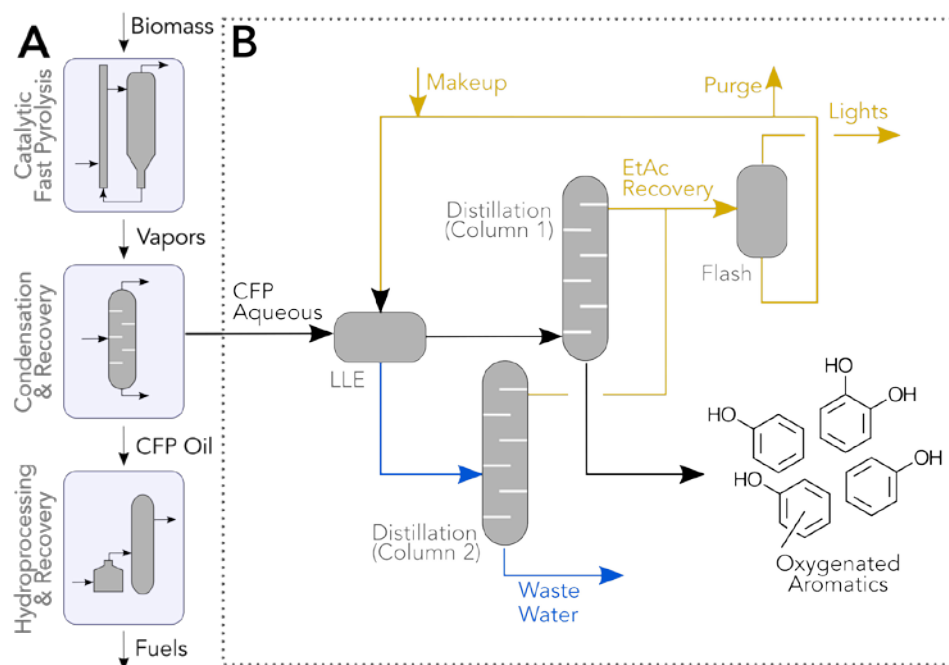 A
Biomass
Catalytic
Fast Pyrolysis
Vapors
Condensation
& Recovery
CFP Oil
Hydroprocessing
& Recovery
Fuels
B
Makeup
Purge
Lights
EtAc
Recovery
Distillation
(Column 1)
Flash
CFP
Aqueous
LLE
Distillation
(Column 2)
Waste
Water
HO
OH
HO
OH
HO
Oxygenated
Aromatics